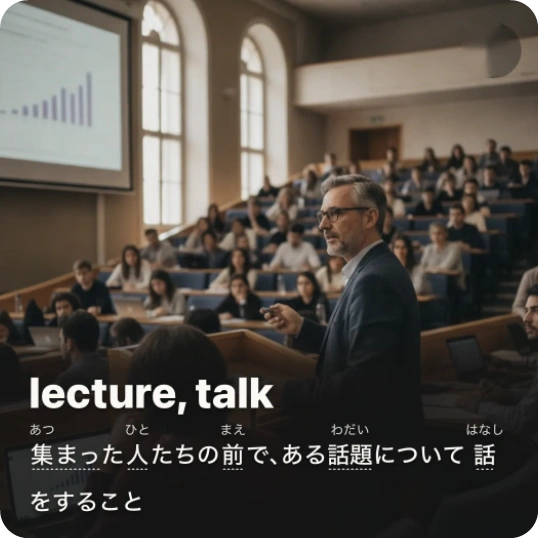 lecture, talk
あつ ひと まえ わだい はなし
集まった人たちの前で、ある話題について 話
をすること